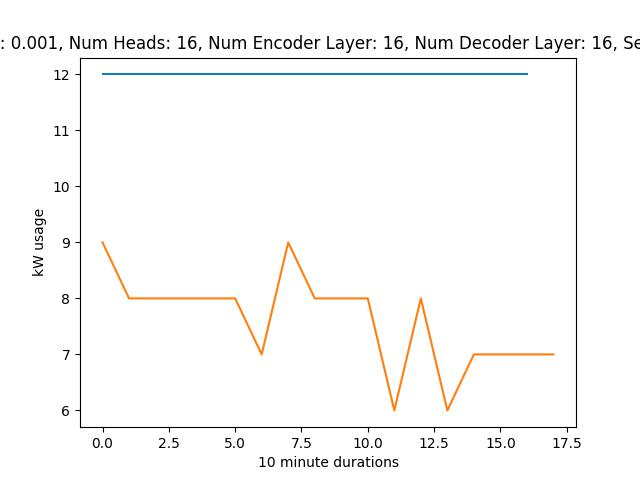 : 0.001, Num Heads: 16, Num Encoder Layer: 16, Num Decoder Layer: 16, Se
12
11
10
9
8
7
6
kW usage
0.0 2.5 5.0 7.5 10.0 12.5 15.0 17.5
10 minute durations